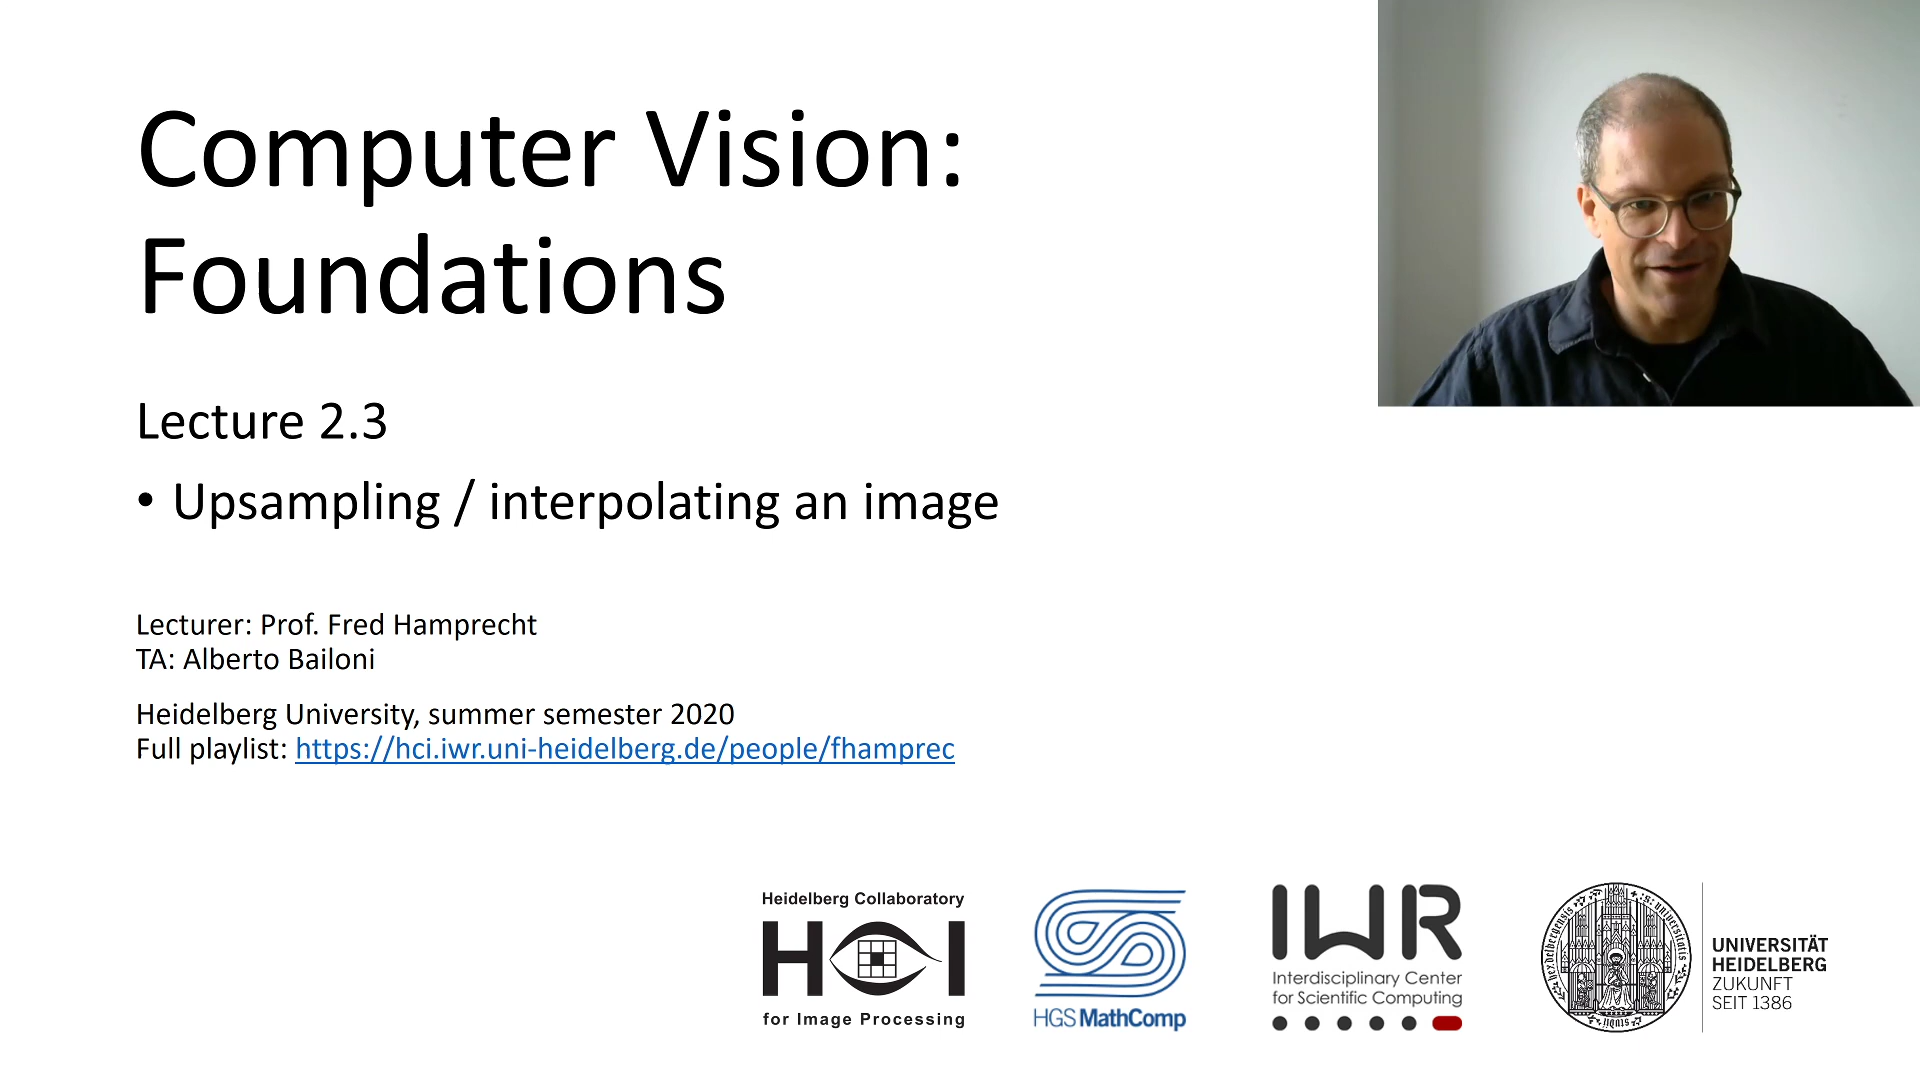 Computer Vision:
Foundations
Lecture 2.3
• Upsampling / interpolating an image
Lecturer: Prof. Fred Hamprecht
TA: Alberto Bailoni
Heidelberg University, summer semester 2020
Full playlist: https://hci.iwr.uni-heidelberg.de/people/fhamprec
Heidelberg Collaboratory
HCI
for Image Processing
HGS MathComp
IWR
Interdisciplinary Center
for Scientific Computing
UNIVERSITÄT
HEIDELBERG
ZUKUNFT
SEIT 1386